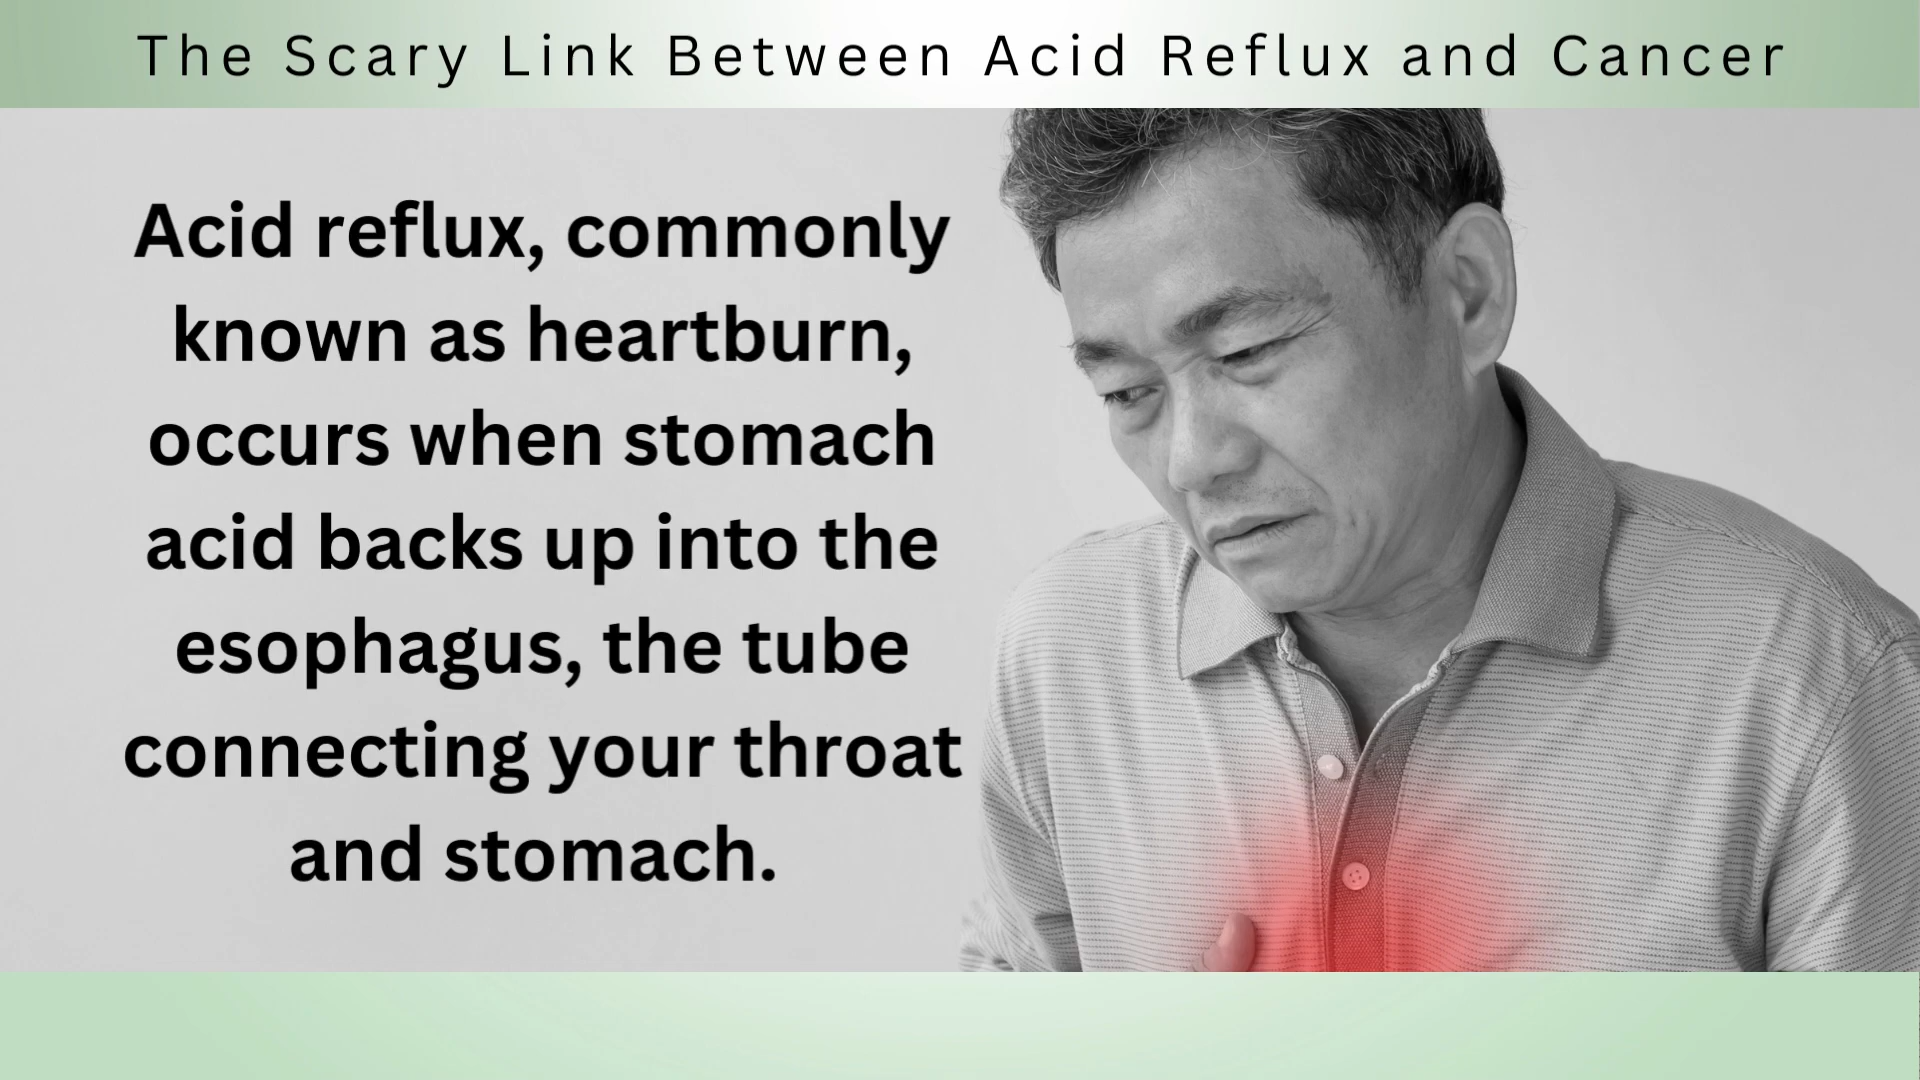 The Scary Link Between Acid Reflux and Cancer
Acid reflux, commonly
known as heartburn,
occurs when stomach
acid backs up into the
esophagus, the tube
connecting your throat
and stomach.